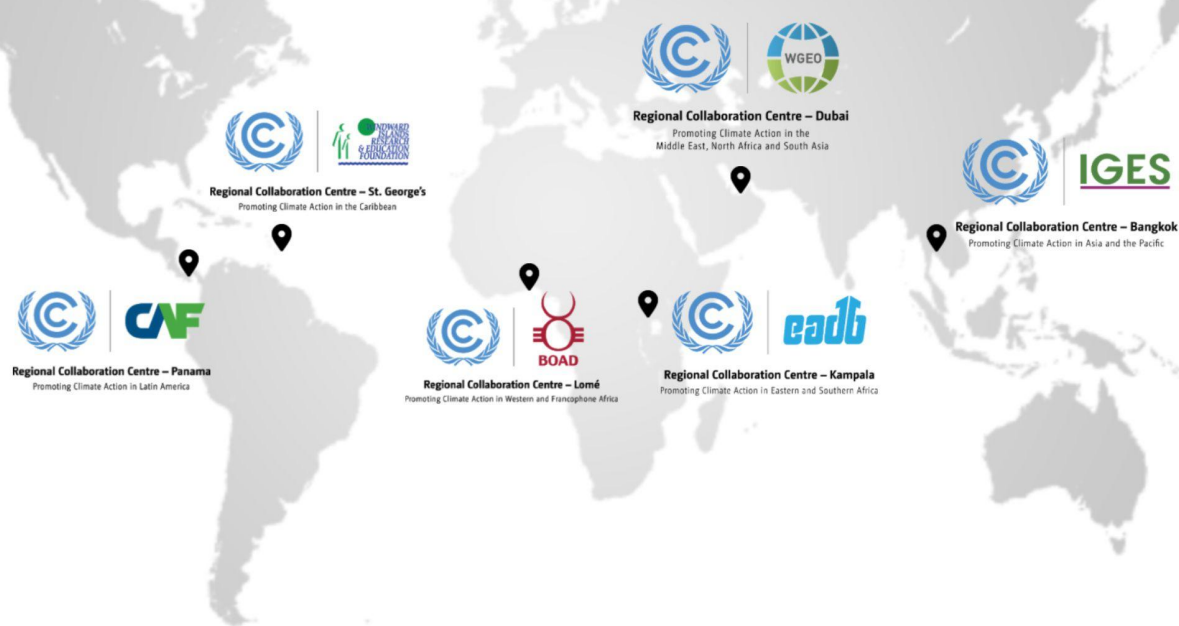 WGEO
Regional Collaboration Centre – Dubai
Promoting Climate Action in the
Middle East, North Africa and South Asia
WINDWARD
ISLANDS
RESEARCH
& EDUCATION
FOUNDATION
Regional Collaboration Centre – St. George's
Promoting Climate Action in the Caribbean
IGES
Regional Collaboration Centre – Bangkok
Promoting Climate Action in Asia and the Pacific
CAF
Regional Collaboration Centre – Panama
Promoting Climate Action in Latin America
BOAD
Regional Collaboration Centre – Lomé
Promoting Climate Action in Western and Francophone Africa
eadb
Regional Collaboration Centre – Kampala
Promoting Climate Action in Eastern and Southern Africa